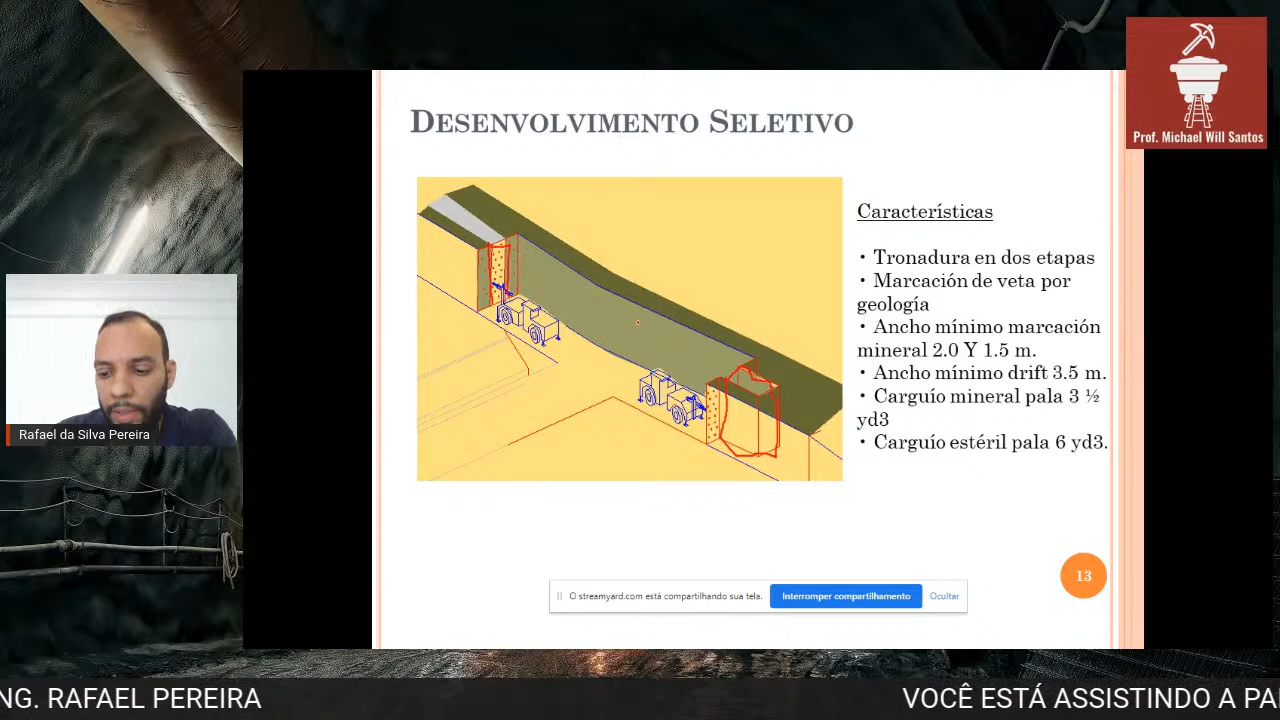 Prof. Michael Will Santos
DESENVOLVIMENTO SELETIVO
Características
• Tronadura en dos etapas
• Marcación de veta por
geología
• Ancho mínimo marcación
mineral 2.0 Y 1.5 m.
• Ancho mínimo drift 3.5 m.
• Carguío mineral pala 3 ½
yd3
• Carguío estéril pala 6 yd3.
13
O streamyard.com está compartilhando sua tela. Interromper compartilhamento Ocultar
Rafael da Silva Pereira
NG. RAFAEL PEREIRA VOCÊ ESTÁ ASSISTINDO A PA